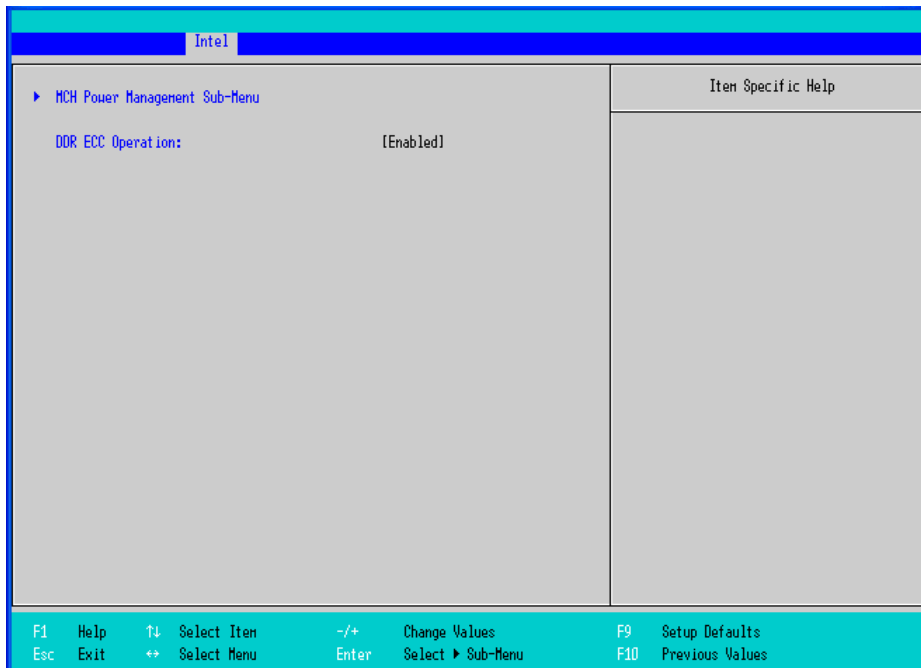 Intel
▶ MCH Power Management Sub-Menu
DDR ECC Operation: [Enabled]
Item Specific Help
F1 Help ↑↓ Select Item -/+ Change Values F9 Setup Defaults
Esc Exit ↔ Select Menu Enter Select ▶ Sub-Menu F10 Previous Values